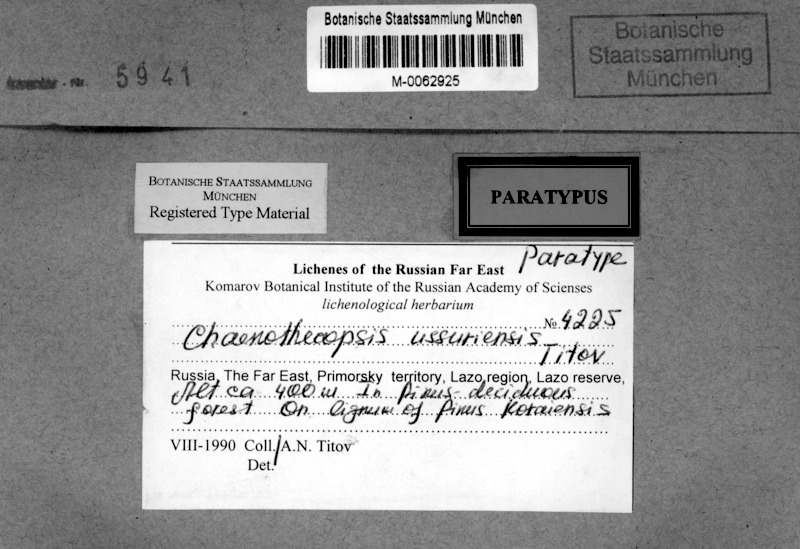 Botanische Staatssammlung München
M-0062925
Botanische
Staatssammlung
München
5941
BOTANISCHE STAATSSAMMLUNG
MÜNCHEN
Registered Type Material
PARATYPUS
Paratype
Lichenes of the Russian Far East
Komarov Botanical Institute of the Russian Academy of Scienses
lichenological herbarium
№ 4225
Chaenothecopsis ussuriensis
Titov
Russia, The Far East, Primorsky territory, Lazo region, Lazo reserve,
Alt ca 400 m In Pinus-deciduous
forest On lignum of Pinus koraiensis
VIII-1990 Coll./A.N. Titov
Det.